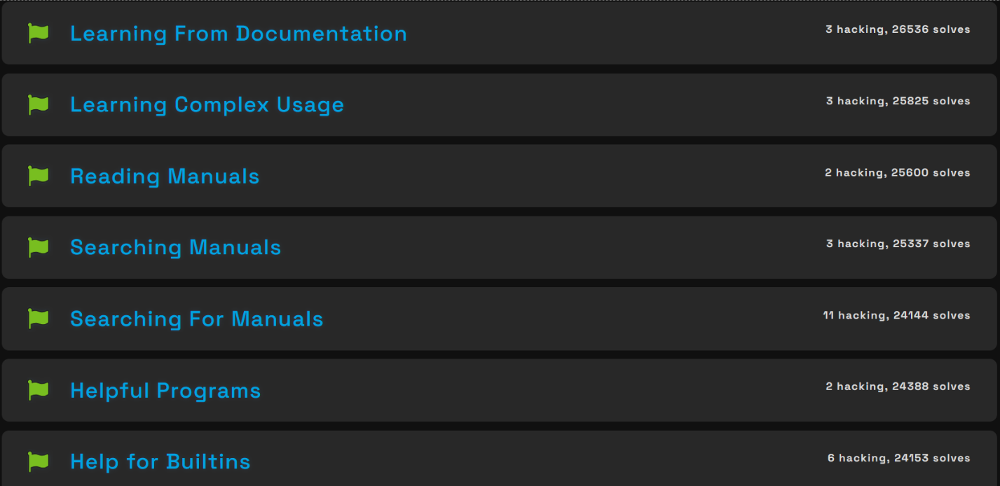 Learning From Documentation
3 hacking, 26536 solves
Learning Complex Usage
3 hacking, 25825 solves
Reading Manuals
2 hacking, 25600 solves
Searching Manuals
3 hacking, 25337 solves
Searching For Manuals
11 hacking, 24144 solves
Helpful Programs
2 hacking, 24388 solves
Help for Builtins
6 hacking, 24153 solves